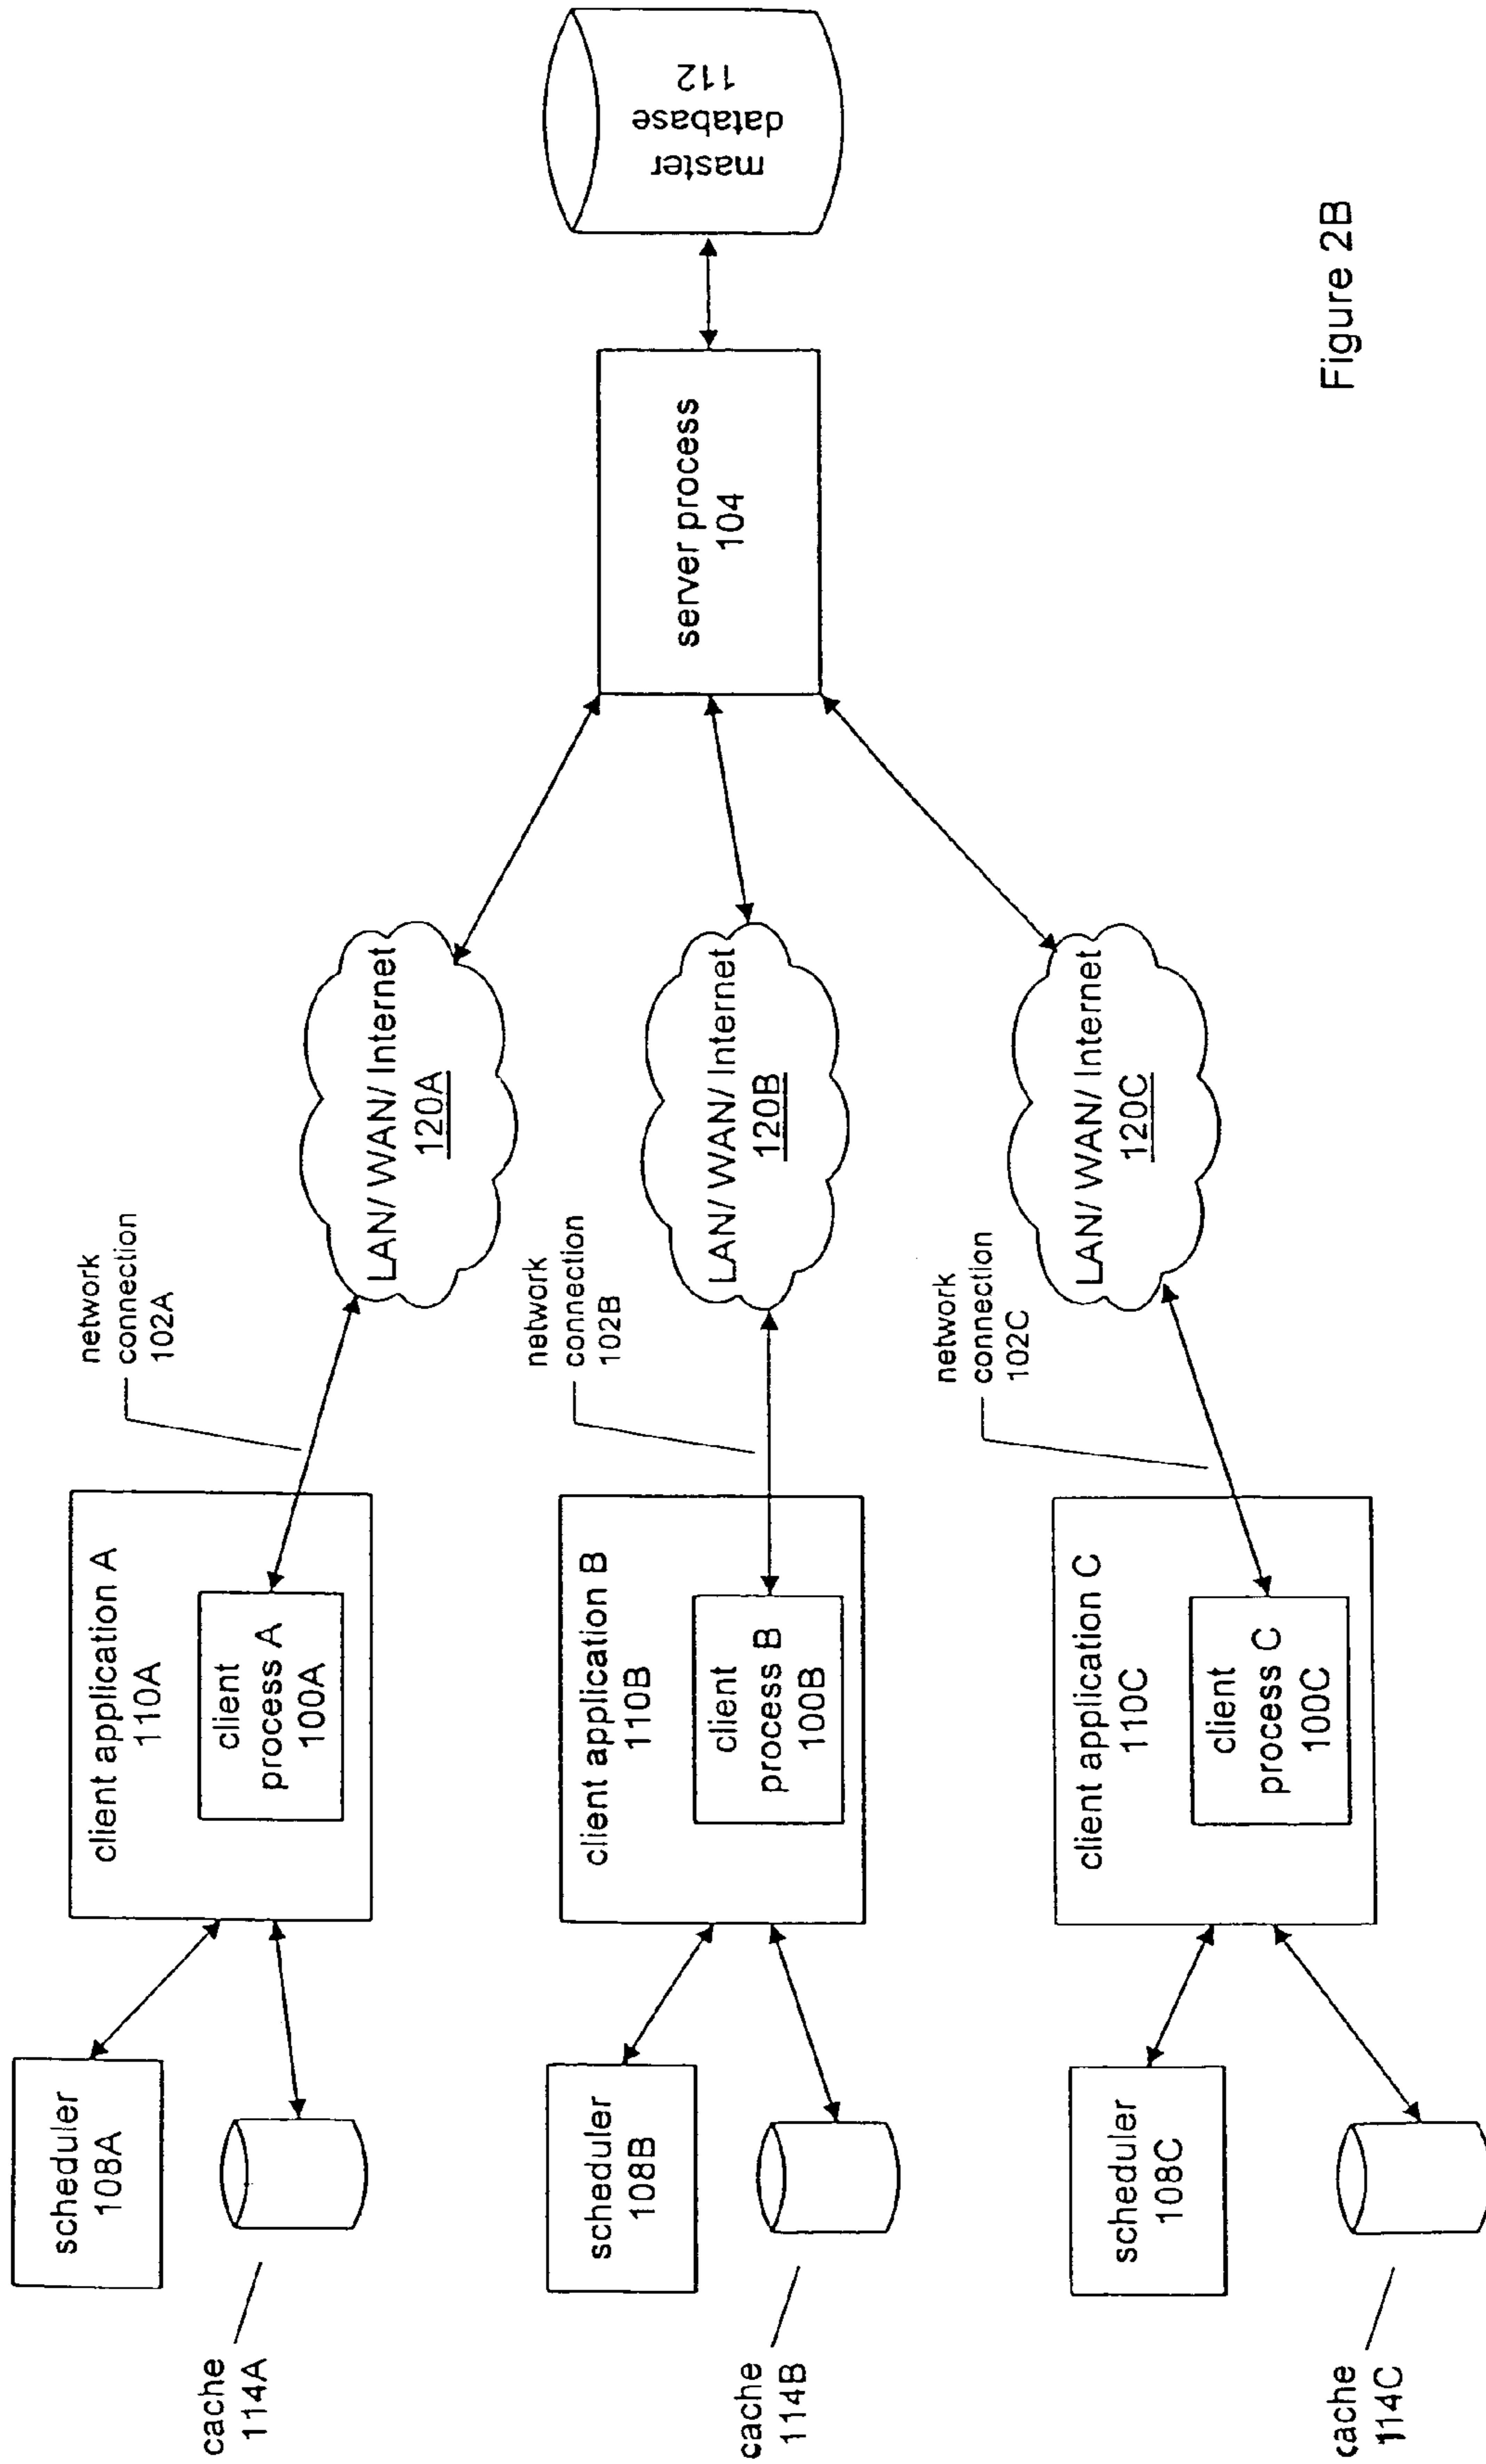 scheduler
108A
cache
114A
client application A
110A
client
process A
100A
network
connection
102A
LAN/ WAN/ Internet
120A
scheduler
108B
cache
114B
client application B
110B
client
process B
100B
network
connection
102B
LAN/ WAN/ Internet
120B
server process
104
master
database
112
scheduler
108C
cache
114C
client application C
110C
client
process C
100C
network
connection
102C
LAN/ WAN/ Internet
120C
Figure 2B